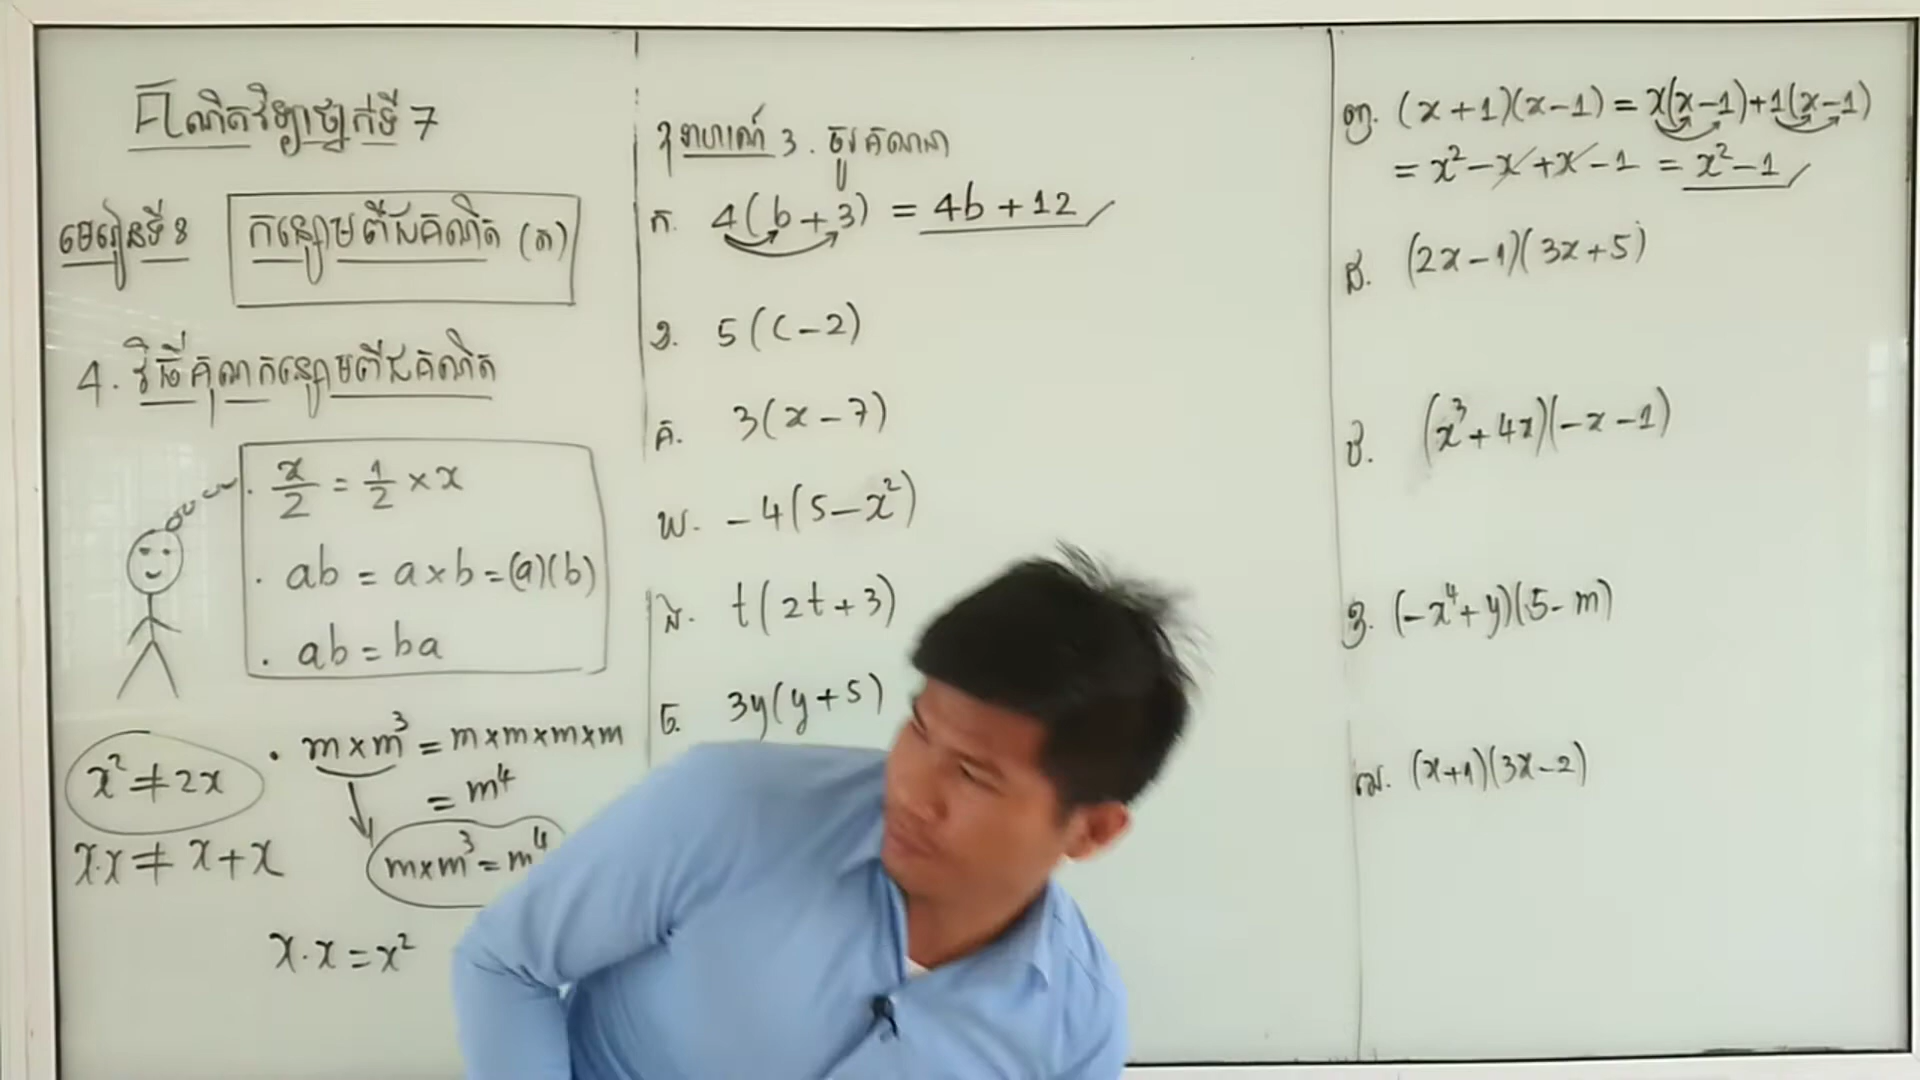 គណិតវិទ្យាថ្នាក់ទី 7
មេរៀនទី 8 កន្សោមពីជគណិត (ត)
4. វិធីគុណកន្សោមពីជគណិត
. x/2 = 1/2 × x
. ab = a×b = (a)(b)
. ab = ba
x² ≠ 2x
x.x ≠ x+x
. m×m³ = m×m×m×m
= m⁴
m×m³ = m⁴
x.x = x²
ឧទាហរណ៍ 3. ចូរគណនា
ក. 4(b+3) = 4b+12
ខ. 5(c-2)
គ. 3(x-7)
ឃ. -4(5-x²)
ង. t(2t+3)
ច. 3y(y+5)
(x+1)(x-1) = x(x-1)+1(x-1)
= x²-x+x-1 = x²-1
(2x-1)(3x+5)
(x³+4x)(-x-1)
(-x⁴+y)(5-m)
(x+1)(3x-2)